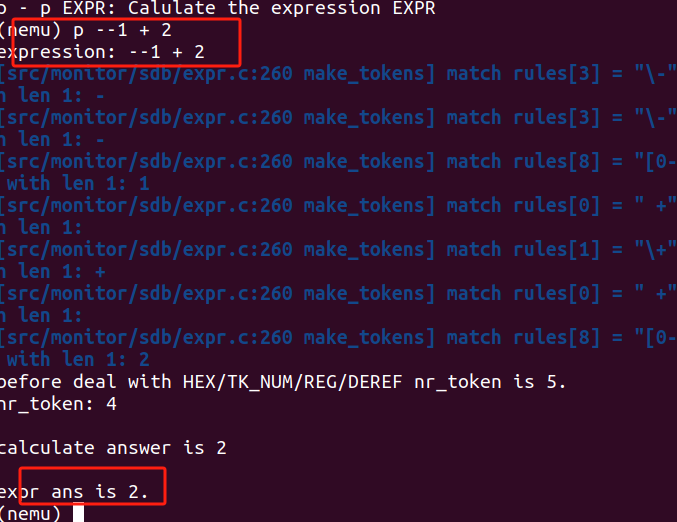 p - p EXPR: Calulate the expression EXPR
(nemu) p --1 + 2
expression: --1 + 2
[src/monitor/sdb/expr.c:260 make_tokens] match rules[3] = "\-"
h len 1: -
[src/monitor/sdb/expr.c:260 make_tokens] match rules[3] = "\-"
h len 1: -
[src/monitor/sdb/expr.c:260 make_tokens] match rules[8] = "[0-
with len 1: 1
[src/monitor/sdb/expr.c:260 make_tokens] match rules[0] = " +"
h len 1:
[src/monitor/sdb/expr.c:260 make_tokens] match rules[1] = "\+"
h len 1: +
[src/monitor/sdb/expr.c:260 make_tokens] match rules[0] = " +"
h len 1:
[src/monitor/sdb/expr.c:260 make_tokens] match rules[8] = "[0-
with len 1: 2
before deal with HEX/TK_NUM/REG/DEREF nr_token is 5.
nr_token: 4
calculate answer is 2
expr ans is 2.
(nemu)